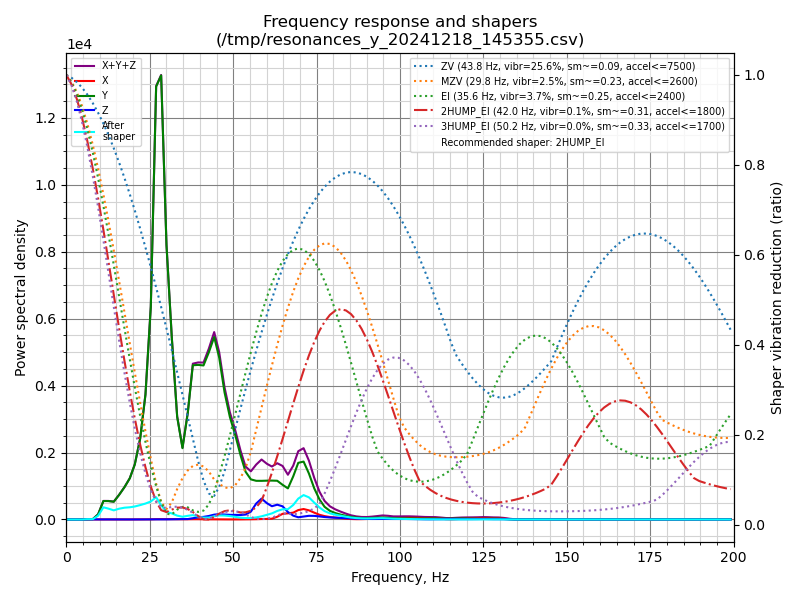 Frequency response and shapers
(/tmp/resonances_y_20241218_145355.csv)
1e4
X+Y+Z
X
Y
Z
After
shaper
ZV (43.8 Hz, vibr=25.6%, sm~=0.09, accel<=7500)
MZV (29.8 Hz, vibr=2.5%, sm~=0.23, accel<=2600)
EI (35.6 Hz, vibr=3.7%, sm~=0.25, accel<=2400)
2HUMP_EI (42.0 Hz, vibr=0.1%, sm~=0.31, accel<=1800)
3HUMP_EI (50.2 Hz, vibr=0.0%, sm~=0.33, accel<=1700)
Recommended shaper: 2HUMP_EI
Power spectral density
1.2
1.0
0.8
0.6
0.4
0.2
0.0
1.0
0.8
0.6
0.4
0.2
0.0
Shaper vibration reduction (ratio)
0 25 50 75 100 125 150 175 200
Frequency, Hz